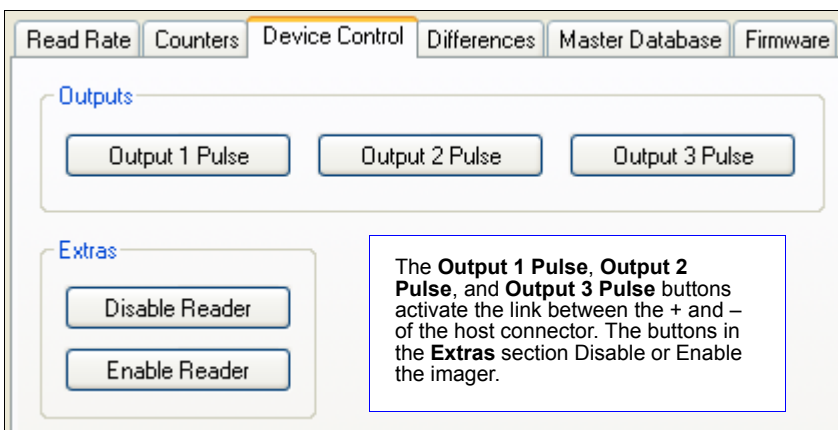 Read Rate Counters Device Control Differences Master Database Firmware
Outputs
Output 1 Pulse Output 2 Pulse Output 3 Pulse
Extras
Disable Reader
Enable Reader
The Output 1 Pulse, Output 2
Pulse, and Output 3 Pulse buttons
activate the link between the + and –
of the host connector. The buttons in
the Extras section Disable or Enable
the imager.